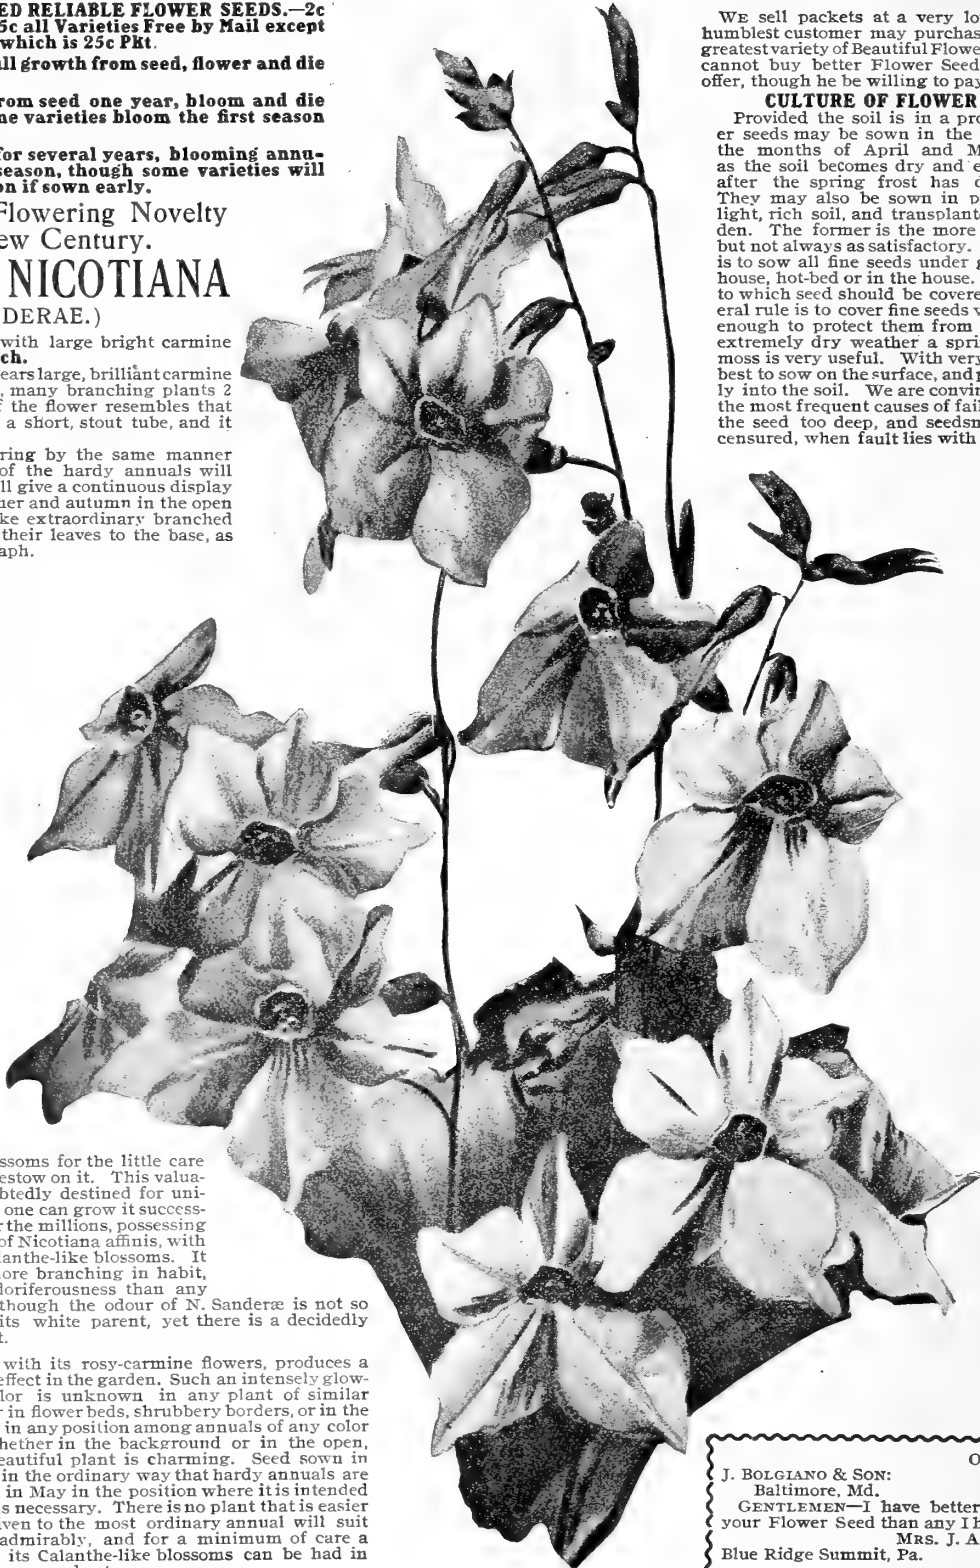 ED RELIABLE FLOWER SEEDS.—2c
5c all Varieties Free by Mail except
which is 25c Pkt.
ll growth from seed, flower and die
rom seed one year, bloom and die
ne varieties bloom the first season
for several years, blooming annu-
season, though some varieties will
on if sown early.
Flowering Novelty
ew Century.
NICOTIANA
DERAE.)
with large bright carmine
ch.
ears large, brilliant carmine
, many branching plants 2
f the flower resembles that
a short, stout tube, and it
ring by the same manner
of the hardy annuals will
ll give a continuous display
ner and autumn in the open
ke extraordinary branched
their leaves to the base, as
aph.
ssoms for the little care
estow on it. This valua-
btedly destined for uni-
one can grow it success-
r the millions, possessing
of Nicotiana affinis, with
lanthe-like blossoms. It
ore branching in habit,
loriferousness than any
though the odour of N. Sanderæ is not so
its white parent, yet there is a decidedly
t.
with its rosy-carmine flowers, produces a
effect in the garden. Such an intensely glow-
lor is unknown in any plant of similar
r in flower beds, shrubbery borders, or in the
in any position among annuals of any color
hether in the background or in the open,
eautiful plant is charming. Seed sown in
in the ordinary way that hardy annuals are
in May in the position where it is intended
s necessary. There is no plant that is easier
iven to the most ordinary annual will suit
admirably, and for a minimum of care a
its Calanthe-like blossoms can be had in
WE sell packets at a very lo
humblest customer may purchas
greatest variety of Beautiful Flowe
cannot buy better Flower Seed
offer, though he be willing to pay
CULTURE OF FLOWER
Provided the soil is in a pro
er seeds may be sown in the
the months of April and M
as the soil becomes dry and e
after the spring frost has d
They may also be sown in p
light, rich soil, and transplant
den. The former is the more
but not always as satisfactory.
is to sow all fine seeds under g
house, hot-bed or in the house.
to which seed should be covere
eral rule is to cover fine seeds v
enough to protect them from
extremely dry weather a spri
moss is very useful. With very
best to sow on the surface, and p
ly into the soil. We are convin
the most frequent causes of fail
the seed too deep, and seedsm
censured, when fault lies with
O
J. BOLGIANO & SON:
Baltimore, Md.
GENTLEMEN—I have better
your Flower Seed than any I h
MRS. J. A
Blue Ridge Summit, Pa.